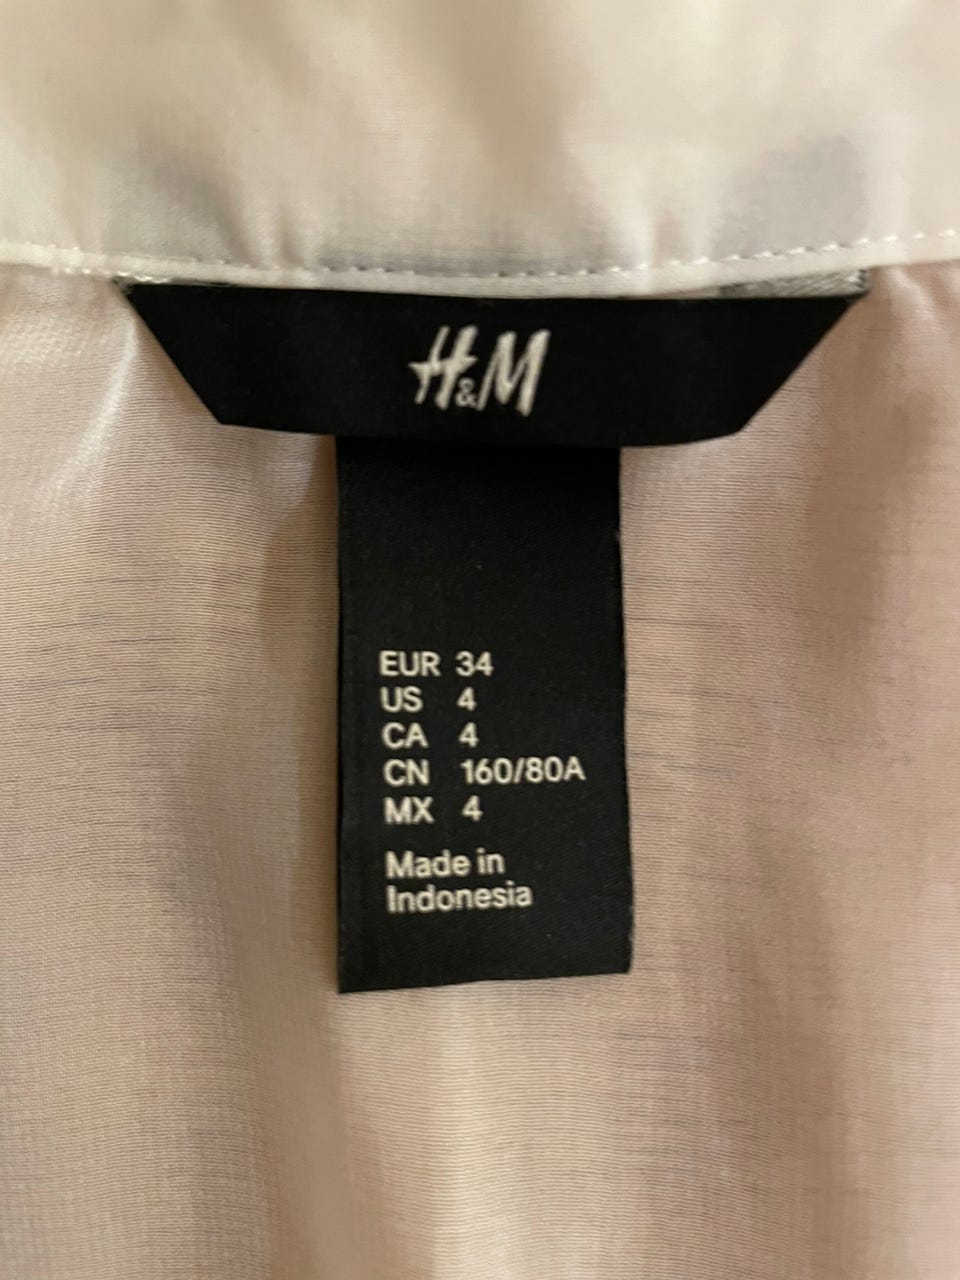 H&M
EUR 34
US 4
CA 4
CN 160/80A
MX 4
Made in
Indonesia